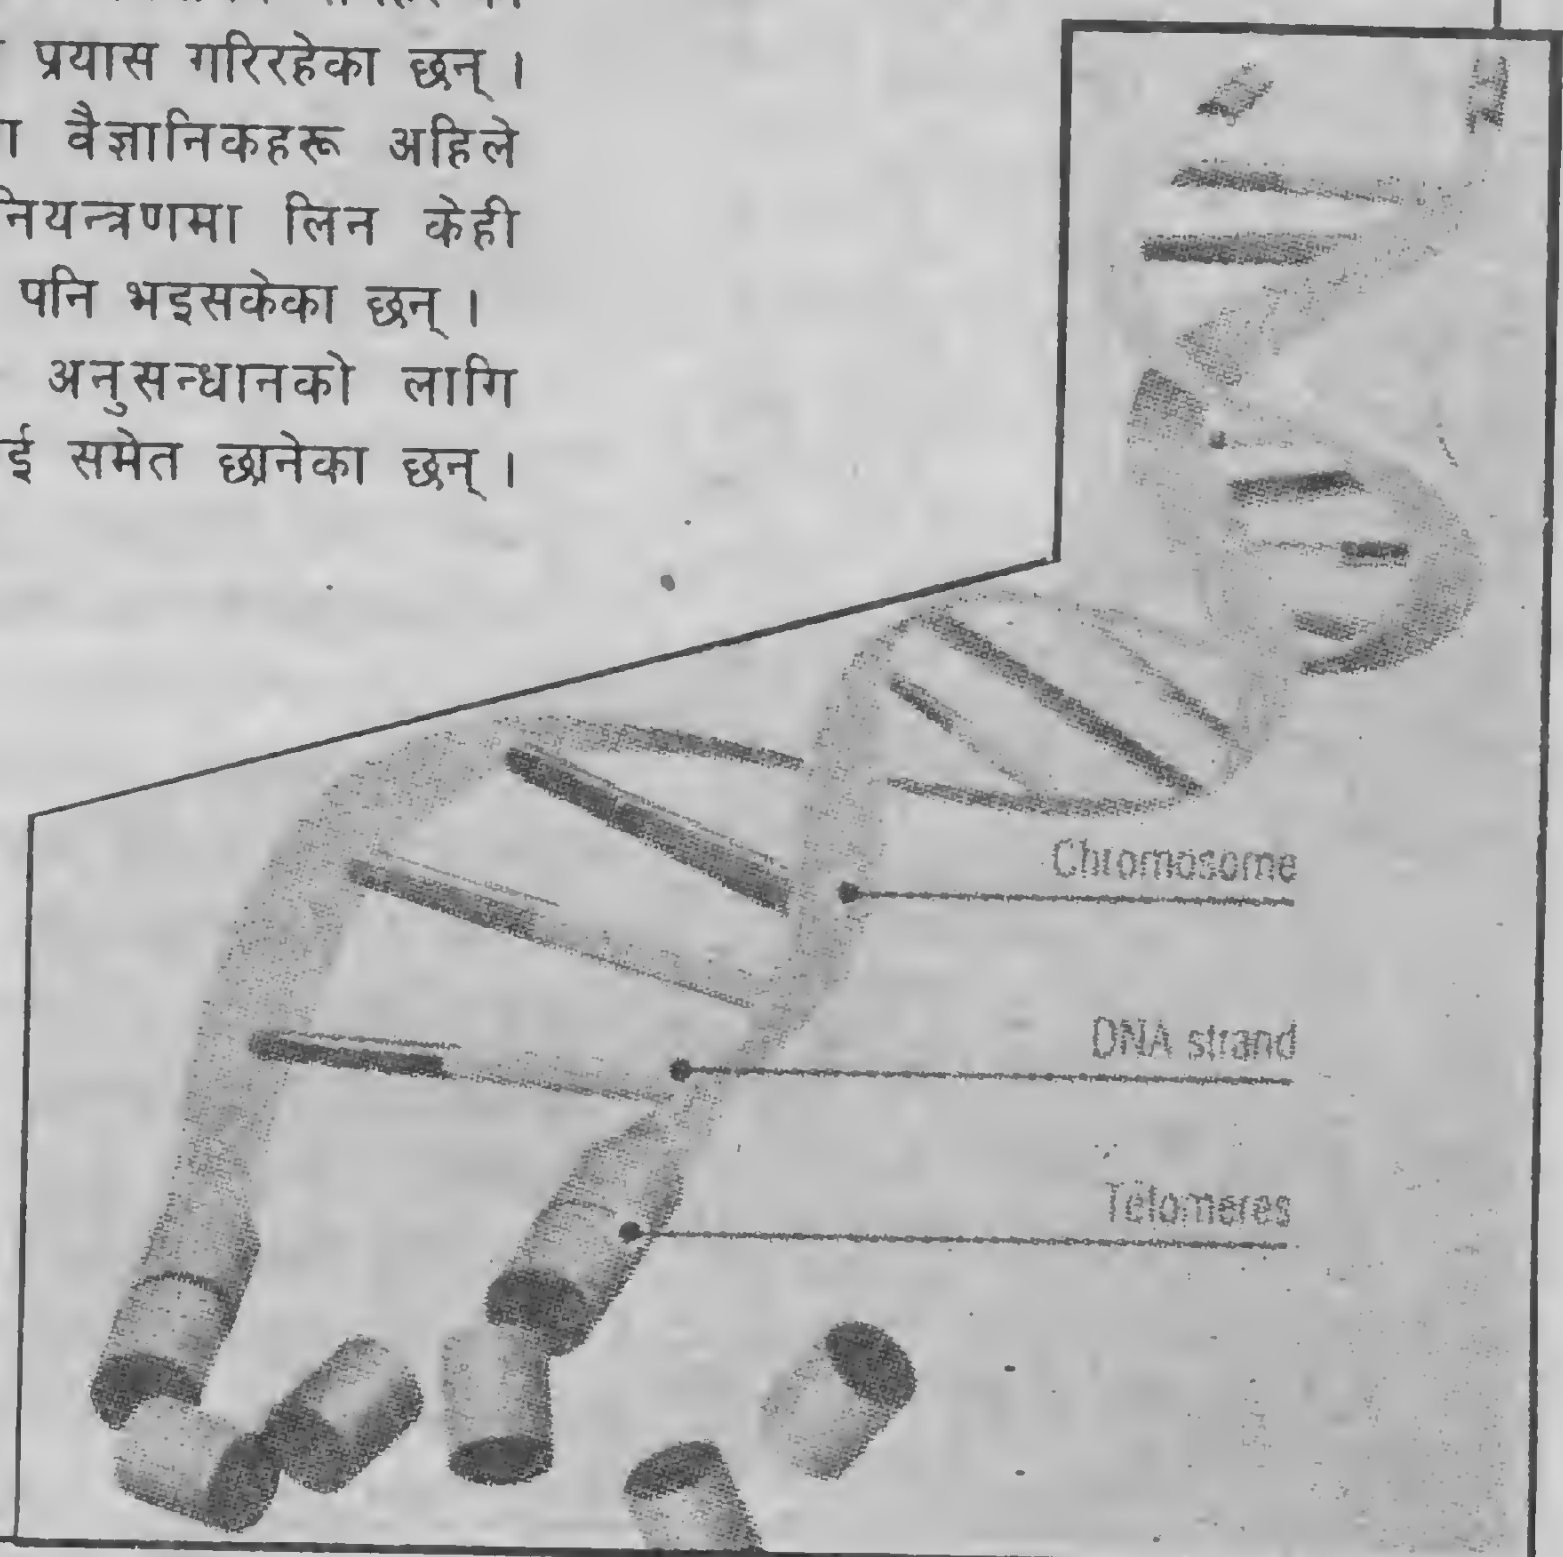 प्रयास गरिरहेका छन् ।
वैज्ञानिकहरू अहिले
नियन्त्रणमा लिन केही
पनि भइसकेका छन् ।
अनुसन्धानको लागि
समेत छानेका छन् ।
Chromosome
DNA strand
Telomeres